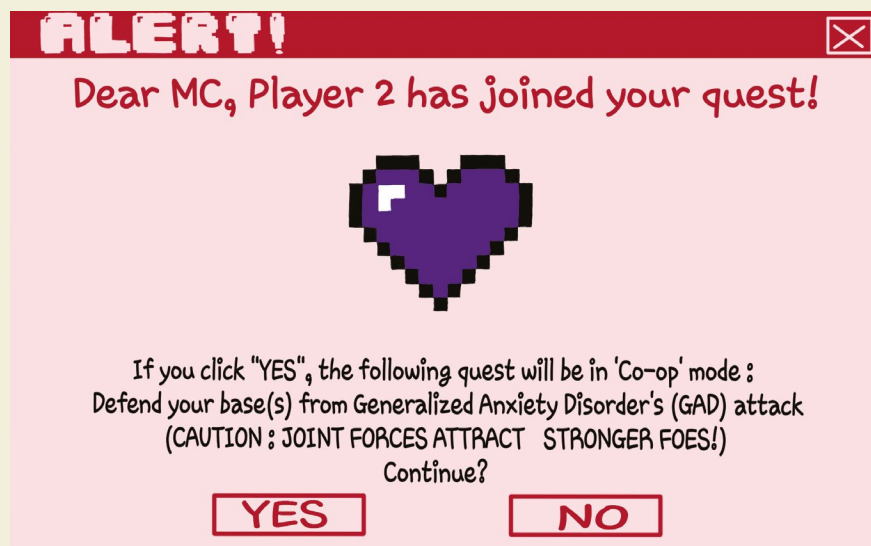 ALERT!
Dear MC, Player 2 has joined your quest!
If you click "YES", the following quest will be in 'Co-op' mode :
Defend your base(s) from Generalized Anxiety Disorder's (GAD) attack
(CAUTION : JOINT FORCES ATTRACT STRONGER FOES!)
Continue?
YES
NO